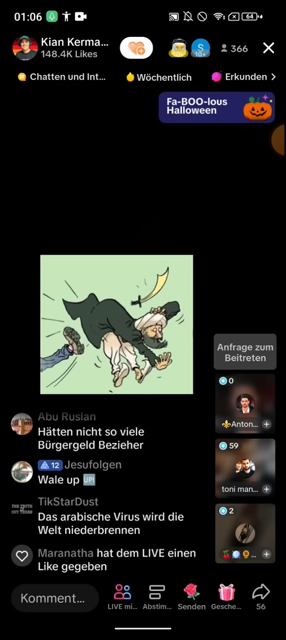 01:06
64
Kian Kerma...
148.4K Likes
10+
366
Chatten und Int...
Wöchentlich
Erkunden
Fa-BOO-lous
Halloween
Anfrage zum
Beitreten
0
Anton...
59
toni man...
2
...
Abu Ruslan
Hätten nicht so viele
Bürgergeld Bezieher
12 Jesufolgen
Wale up UP!
TikStarDust
Das arabische Virus wird die
Welt niederbrennen
Maranatha hat dem LIVE einen
Like gegeben
Komment...
LIVE mi...
Abstim...
Senden
Gesche...
56